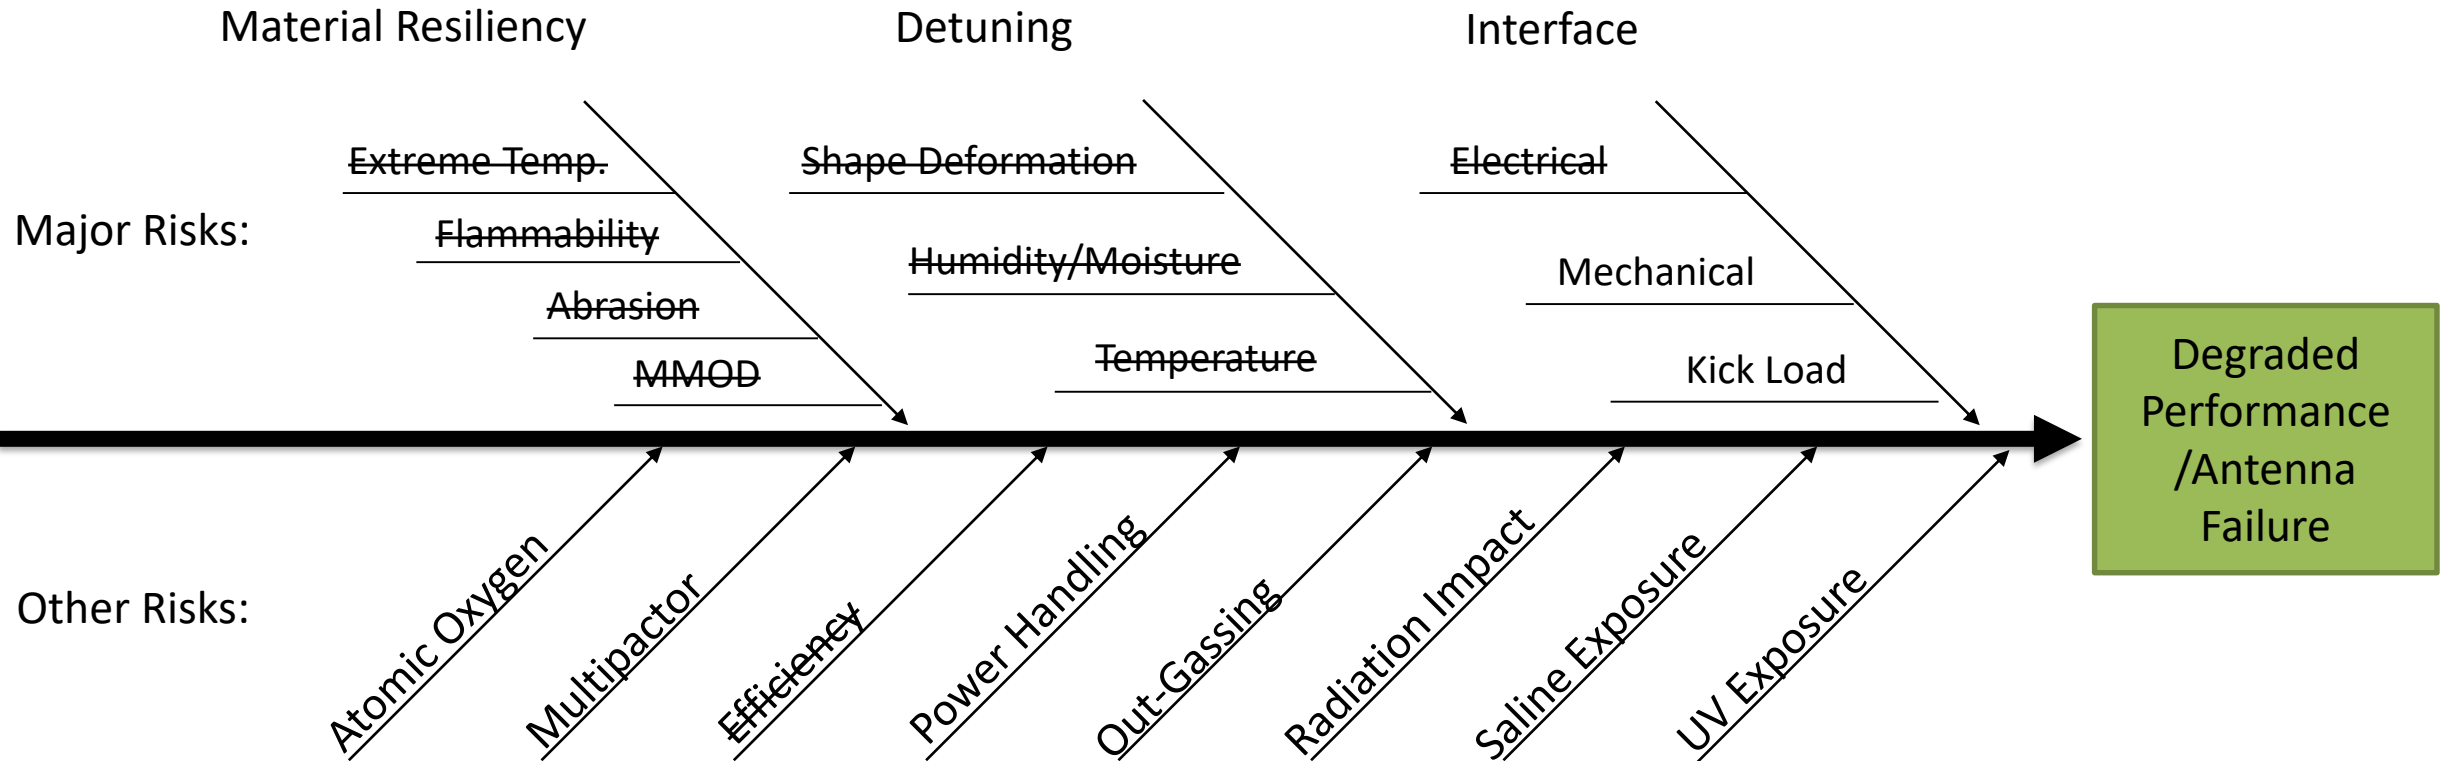 Material Resiliency
Detuning
Interface
Major Risks:
Extreme Temp.
Flammability
Abrasion
MMOD
Shape Deformation
Humidity/Moisture
Temperature
Electrical
Mechanical
Kick Load
Degraded
Performance
/Antenna
Failure
Other Risks:
Atomic Oxygen
Multipactor
Efficiency
Power Handling
Out-Gassing
Radiation Impact
Saline Exposure
UV Exposure